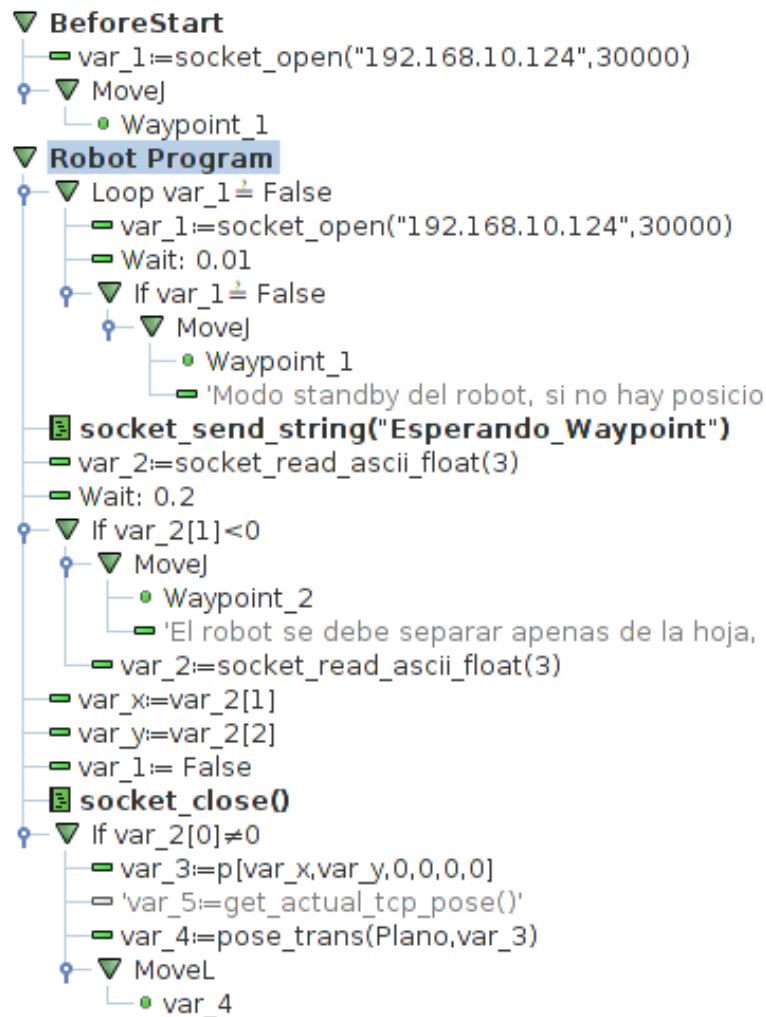 BeforeStart
var_1:=socket_open("192.168.10.124",30000)
MoveJ
Waypoint_1
Robot Program
Loop var_1≟ False
var_1:=socket_open("192.168.10.124",30000)
Wait: 0.01
If var_1≟ False
MoveJ
Waypoint_1
'Modo standby del robot, si no hay posicio
socket_send_string("Esperando_Waypoint")
var_2:=socket_read_ascii_float(3)
Wait: 0.2
If var_2[1]<0
MoveJ
Waypoint_2
'El robot se debe separar apenas de la hoja,
var_2:=socket_read_ascii_float(3)
var_x:=var_2[1]
var_y:=var_2[2]
var_1:= False
socket_close()
If var_2[0]≠0
var_3:=p[var_x,var_y,0,0,0,0]
'var_5:=get_actual_tcp_pose()'
var_4:=pose_trans(Plano,var_3)
MoveL
var_4